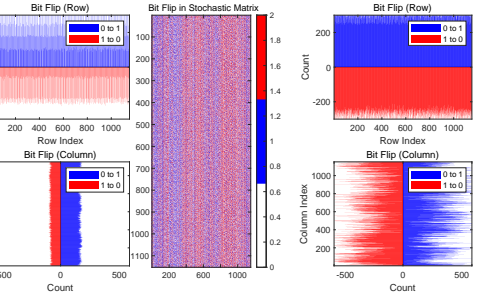 Bit Flip (Row)
0 to 1
1 to 0
200 400 600 800 1000
Row Index
Bit Flip (Column)
0 to 1
1 to 0
0 500
Count
Bit Flip in Stochastic Matrix
100
200
300
400
500
600
700
800
900
1000
1100
200 600 1000
2
1.8
1.6
1.4
1.2
1
0.8
0.6
0.4
0.2
0
Bit Flip (Row)
0 to 1
1 to 0
Count
200
0
-200
200 400 600 800 1000
Row Index
Bit Flip (Column)
0 to 1
1 to 0
Column Index
1000
800
600
400
200
-500 0 500
Count